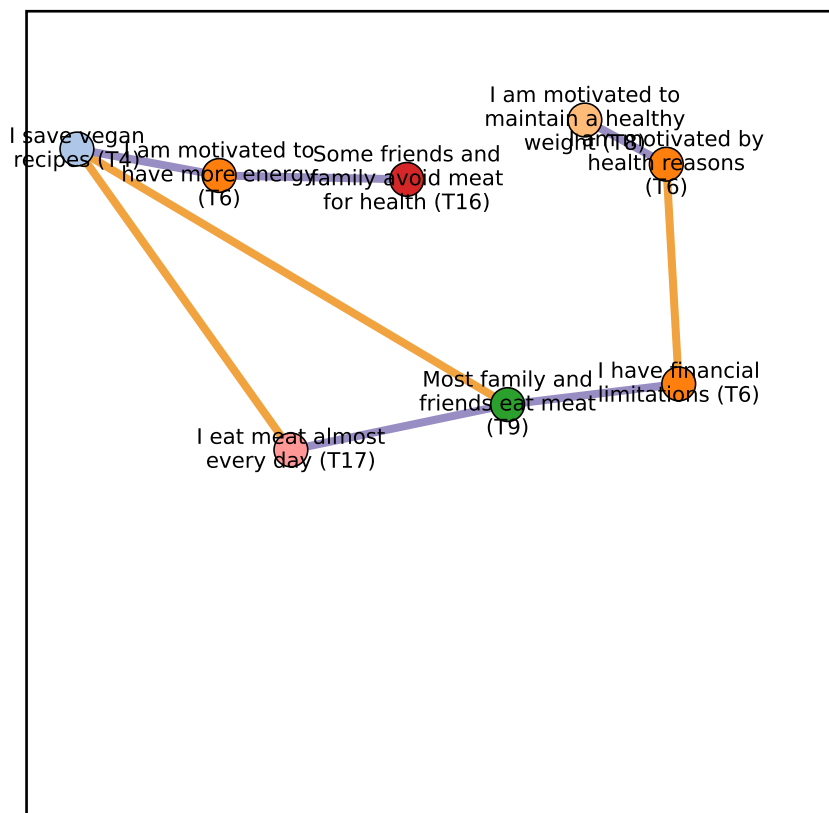 I save vegan
recipes (T4)
I am motivated to
have more energy
(T6)
Some friends and
family avoid meat
for health (T16)
I am motivated to
maintain a healthy
weight (T8)
I am motivated by
health reasons
(T6)
I have financial
limitations (T6)
Most family and
friends eat meat
(T9)
I eat meat almost
every day (T17)